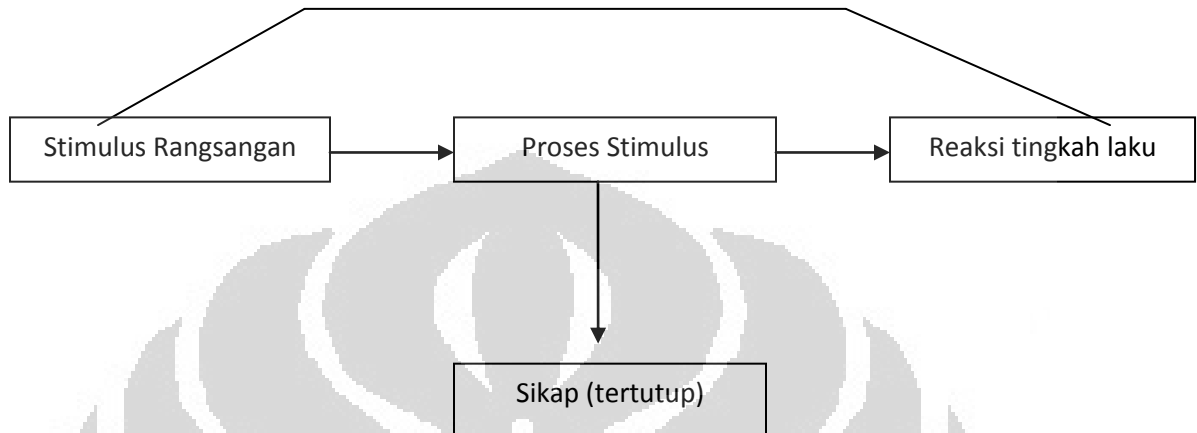 Stimulus Rangsangan
Proses Stimulus
Reaksi tingkah laku
Sikap (tertutup)